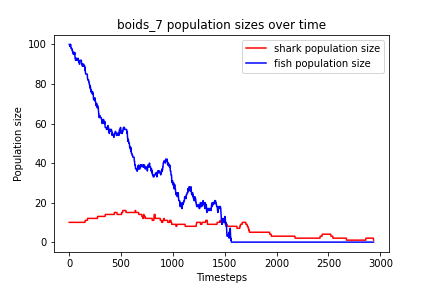 boids_7 population sizes over time
shark population size
fish population size
Population size
100
80
60
40
20
0
0 500 1000 1500 2000 2500 3000
Timesteps